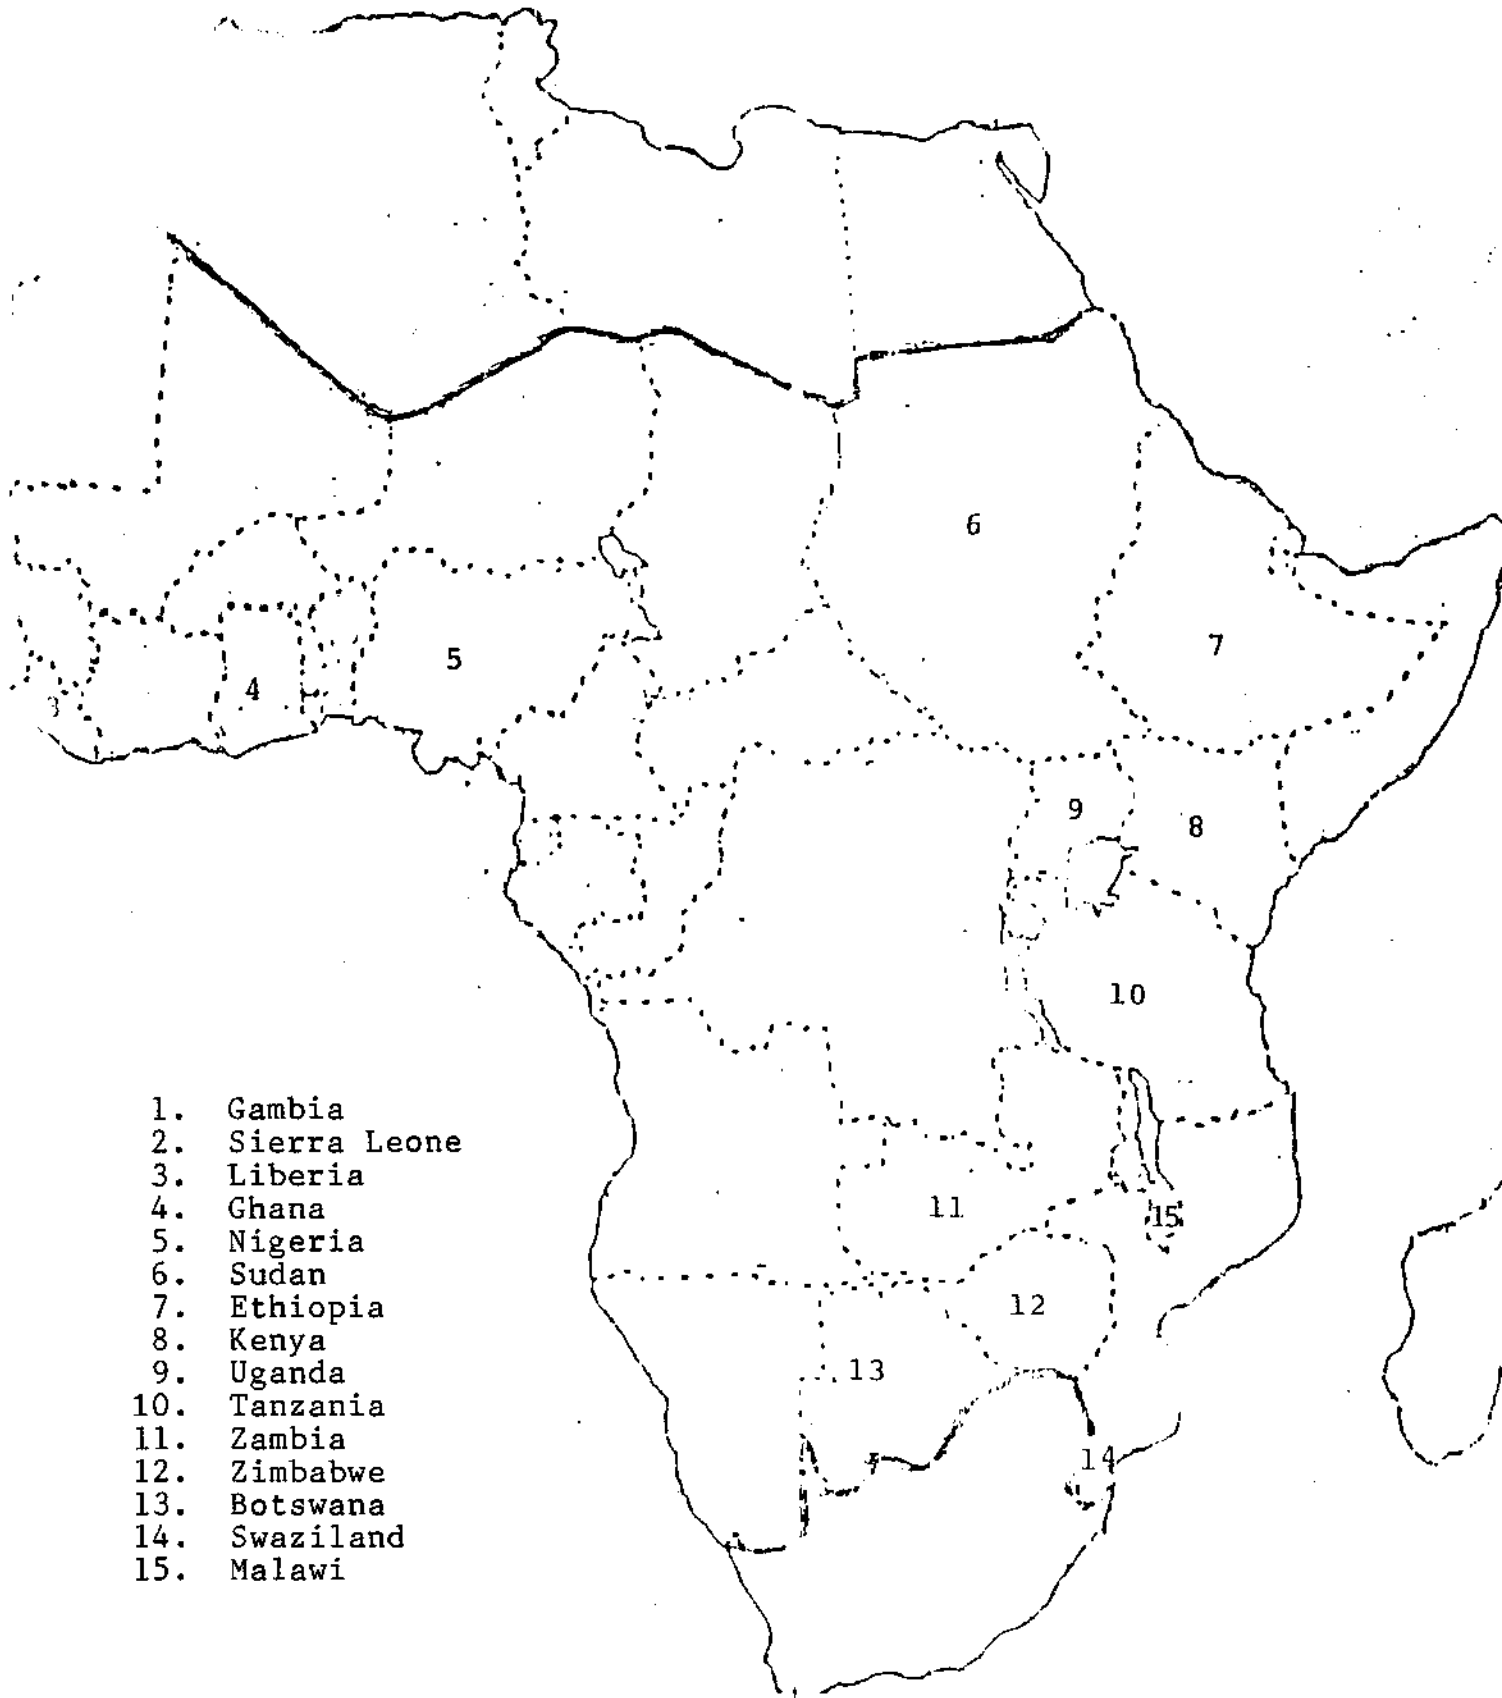 6
7
5
4
3
9
8
10
11
15
12
13
14
1. Gambia
2. Sierra Leone
3. Liberia
4. Ghana
5. Nigeria
6. Sudan
7. Ethiopia
8. Kenya
9. Uganda
10. Tanzania
11. Zambia
12. Zimbabwe
13. Botswana
14. Swaziland
15. Malawi